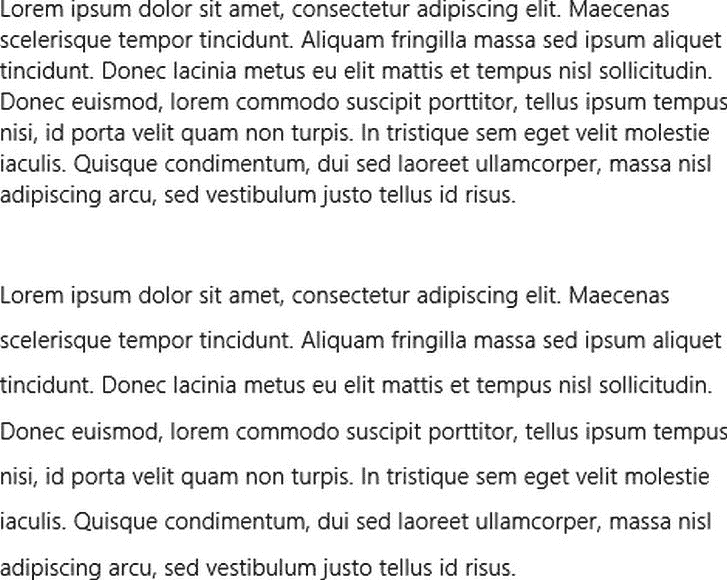 Lorem ipsum dolor sit amet, consectetur adipiscing elit. Maecenas
scelerisque tempor tincidunt. Aliquam fringilla massa sed ipsum aliquet
tincidunt. Donec lacinia metus eu elit mattis et tempus nisl sollicitudin.
Donec euismod, lorem commodo suscipit porttitor, tellus ipsum tempus
nisi, id porta velit quam non turpis. In tristique sem eget velit molestie
iaculis. Quisque condimentum, dui sed laoreet ullamcorper, massa nisl
adipiscing arcu, sed vestibulum justo tellus id risus.
Lorem ipsum dolor sit amet, consectetur adipiscing elit. Maecenas
scelerisque tempor tincidunt. Aliquam fringilla massa sed ipsum aliquet
tincidunt. Donec lacinia metus eu elit mattis et tempus nisl sollicitudin.
Donec euismod, lorem commodo suscipit porttitor, tellus ipsum tempus
nisi, id porta velit quam non turpis. In tristique sem eget velit molestie
iaculis. Quisque condimentum, dui sed laoreet ullamcorper, massa nisl
adipiscing arcu, sed vestibulum justo tellus id risus.